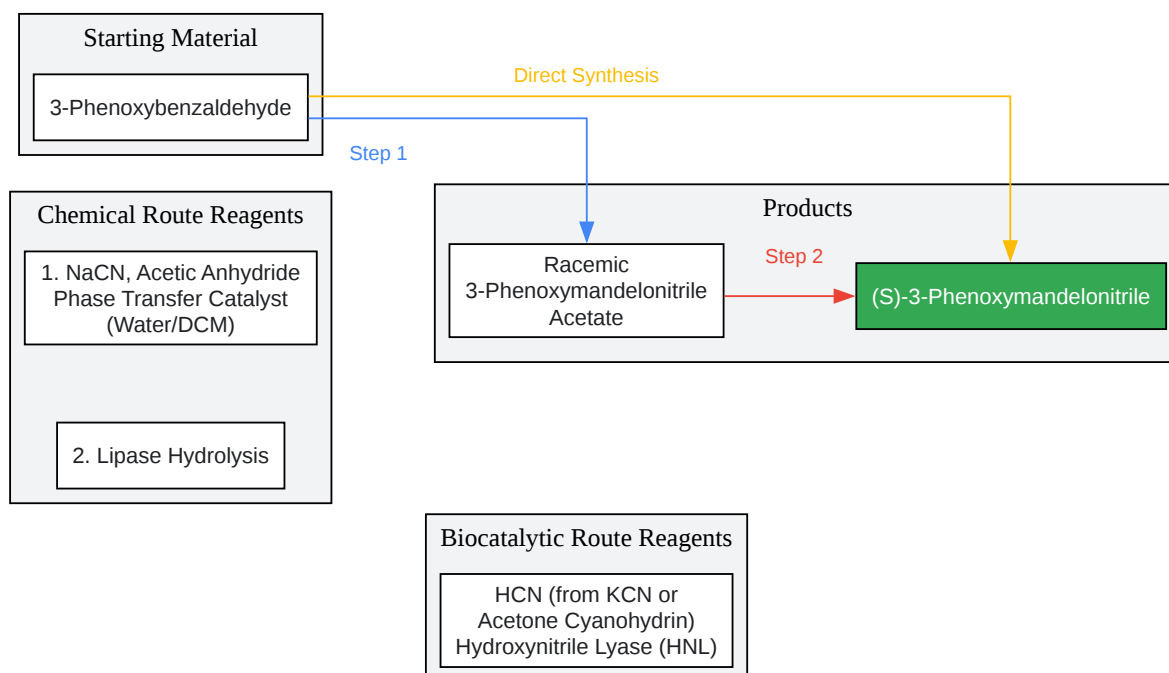 Starting Material
3-Phenoxybenzaldehyde
Direct Synthesis
Step 1
Chemical Route Reagents
1. NaCN, Acetic Anhydride
Phase Transfer Catalyst
(Water/DCM)
2. Lipase Hydrolysis
Products
Racemic
3-Phenoxymandelonitrile
Acetate
Step 2
(S)-3-Phenoxymandelonitrile
Biocatalytic Route Reagents
HCN (from KCN or
Acetone Cyanohydrin)
Hydroxynitrile Lyase (HNL)